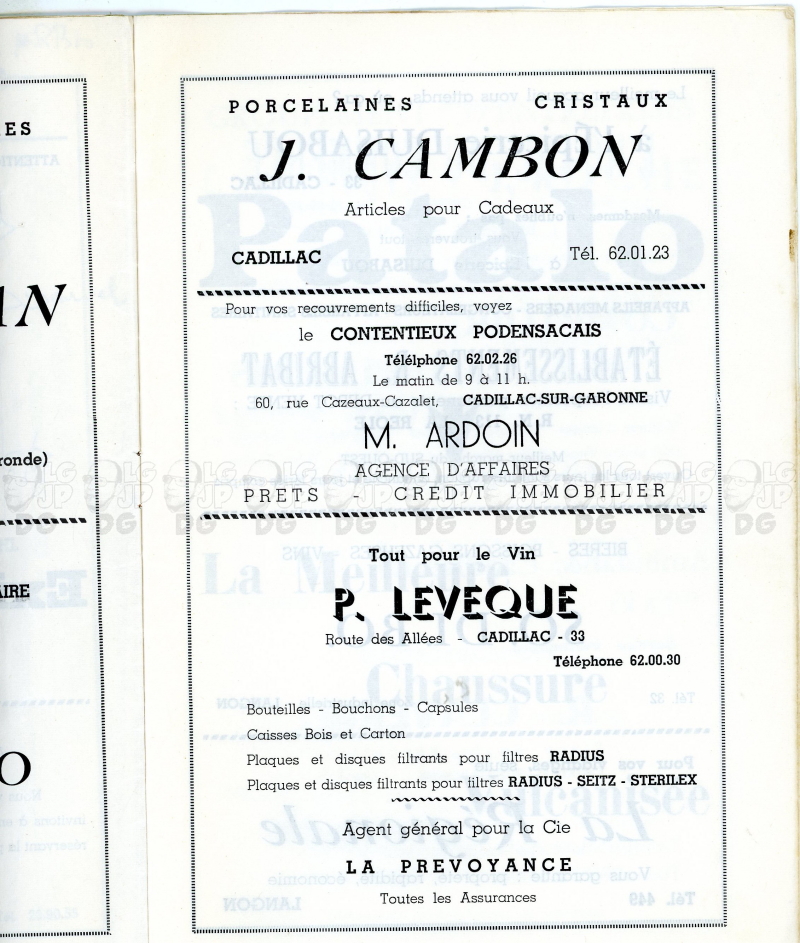 PORCELAINES CRISTAUX
J. CAMBON
Articles pour Cadeaux
CADILLAC Tél. 62.01.23
Pour vos recouvrements difficiles, voyez
le CONTENTIEUX PODENSACAIS
Télélphone 62.02.26
Le matin de 9 à 11 h.
60, rue Cazeaux-Cazalet, CADILLAC-SUR-GARONNE
M. ARDOIN
AGENCE D'AFFAIRES
PRETS - CREDIT IMMOBILIER
Tout pour le Vin
P. LEVEQUE
Route des Allées - CADILLAC - 33
Téléphone 62.00.30
Bouteilles - Bouchons - Capsules
Caisses Bois et Carton
Plaques et disques filtrants pour filtres RADIUS
Plaques et disques filtrants pour filtres RADIUS - SEITZ - STERILEX
Agent général pour la Cie
LA PREVOYANCE
Toutes les Assurances